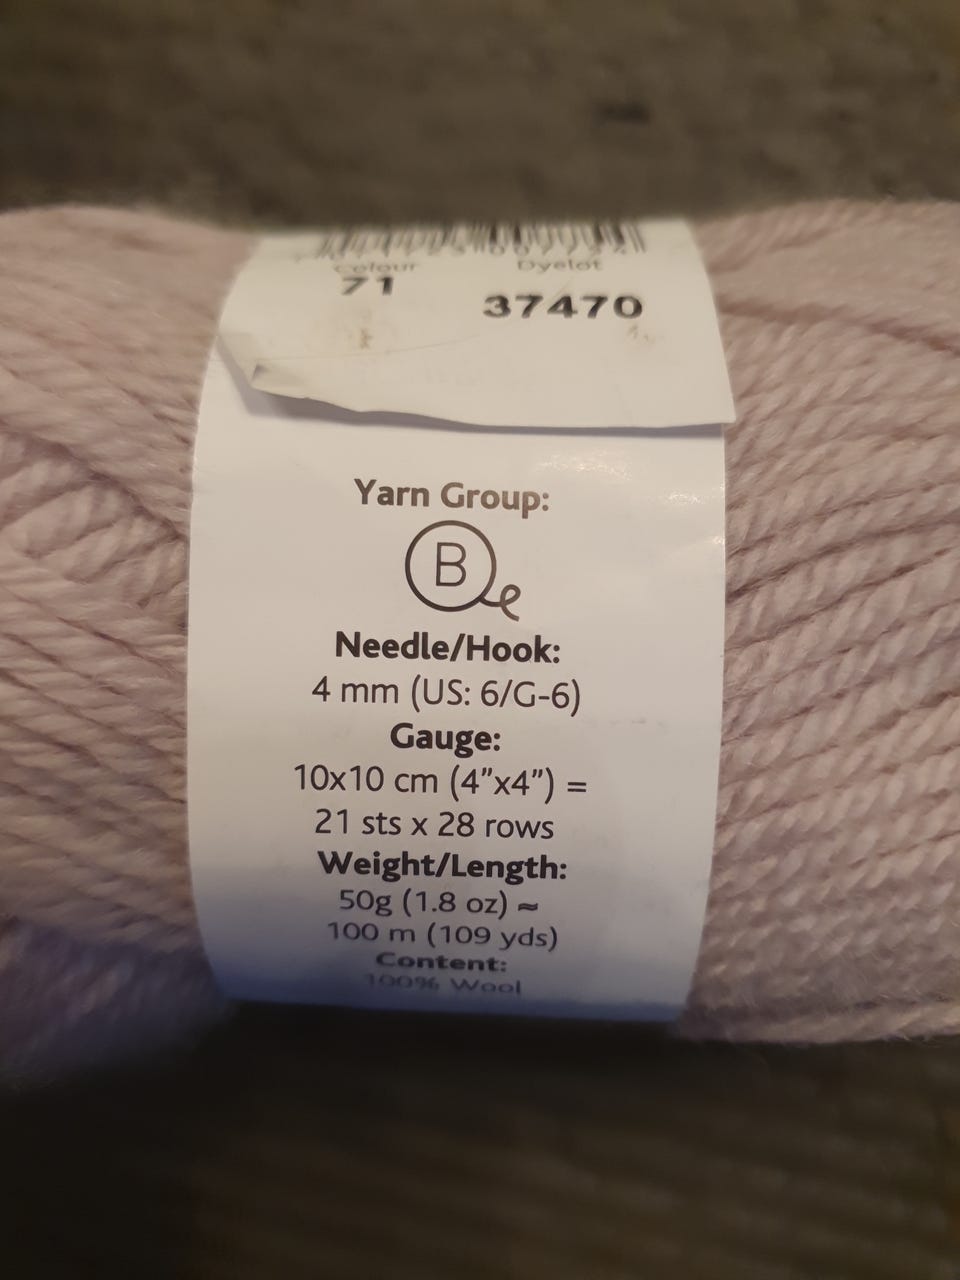 Colour Dyelot
71 37470
Yarn Group:
B
Needle/Hook:
4 mm (US: 6/G-6)
Gauge:
10x10 cm (4”x4”) =
21 sts x 28 rows
Weight/Length:
50g (1.8 oz) ≈
100 m (109 yds)
Content:
100% Wool